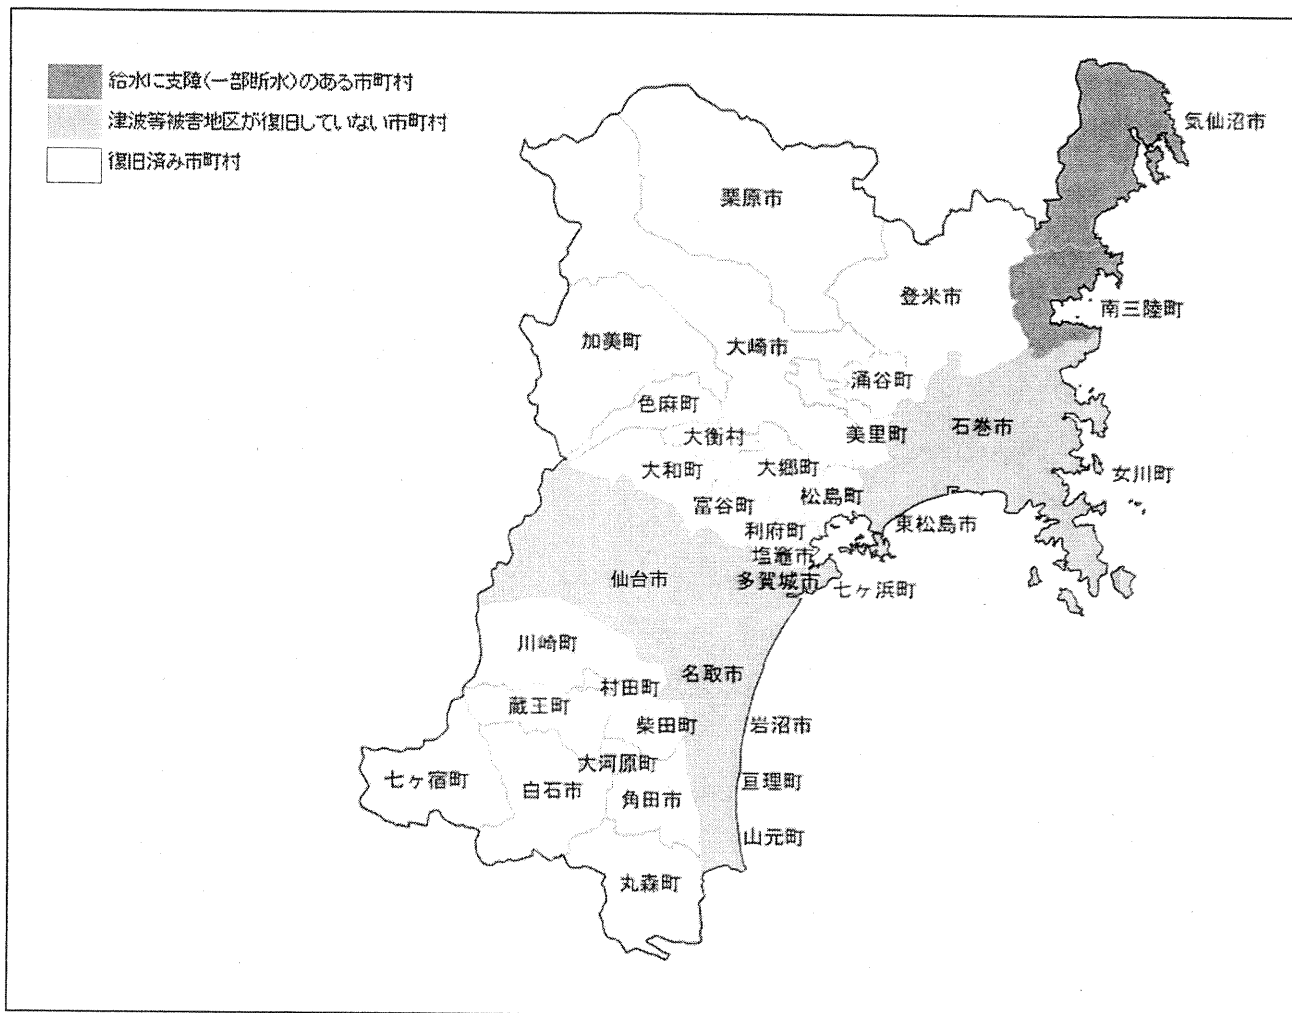 給水に支障(一部断水)のある市町村
津波等被害地区が復旧していない市町村
復旧済み市町村
気仙沼市
栗原市
登米市
南三陸町
加美町
大崎市
涌谷町
色麻町
石巻市
大衡村
美里町
大和町
大郷町
女川町
松島町
富谷町
東松島市
利府町
塩竈市
仙台市
多賀城市
七ヶ浜町
川崎町
名取市
村田町
蔵王町
柴田町
岩沼市
大河原町
七ヶ宿町
亘理町
白石市
角田市
山元町
丸森町